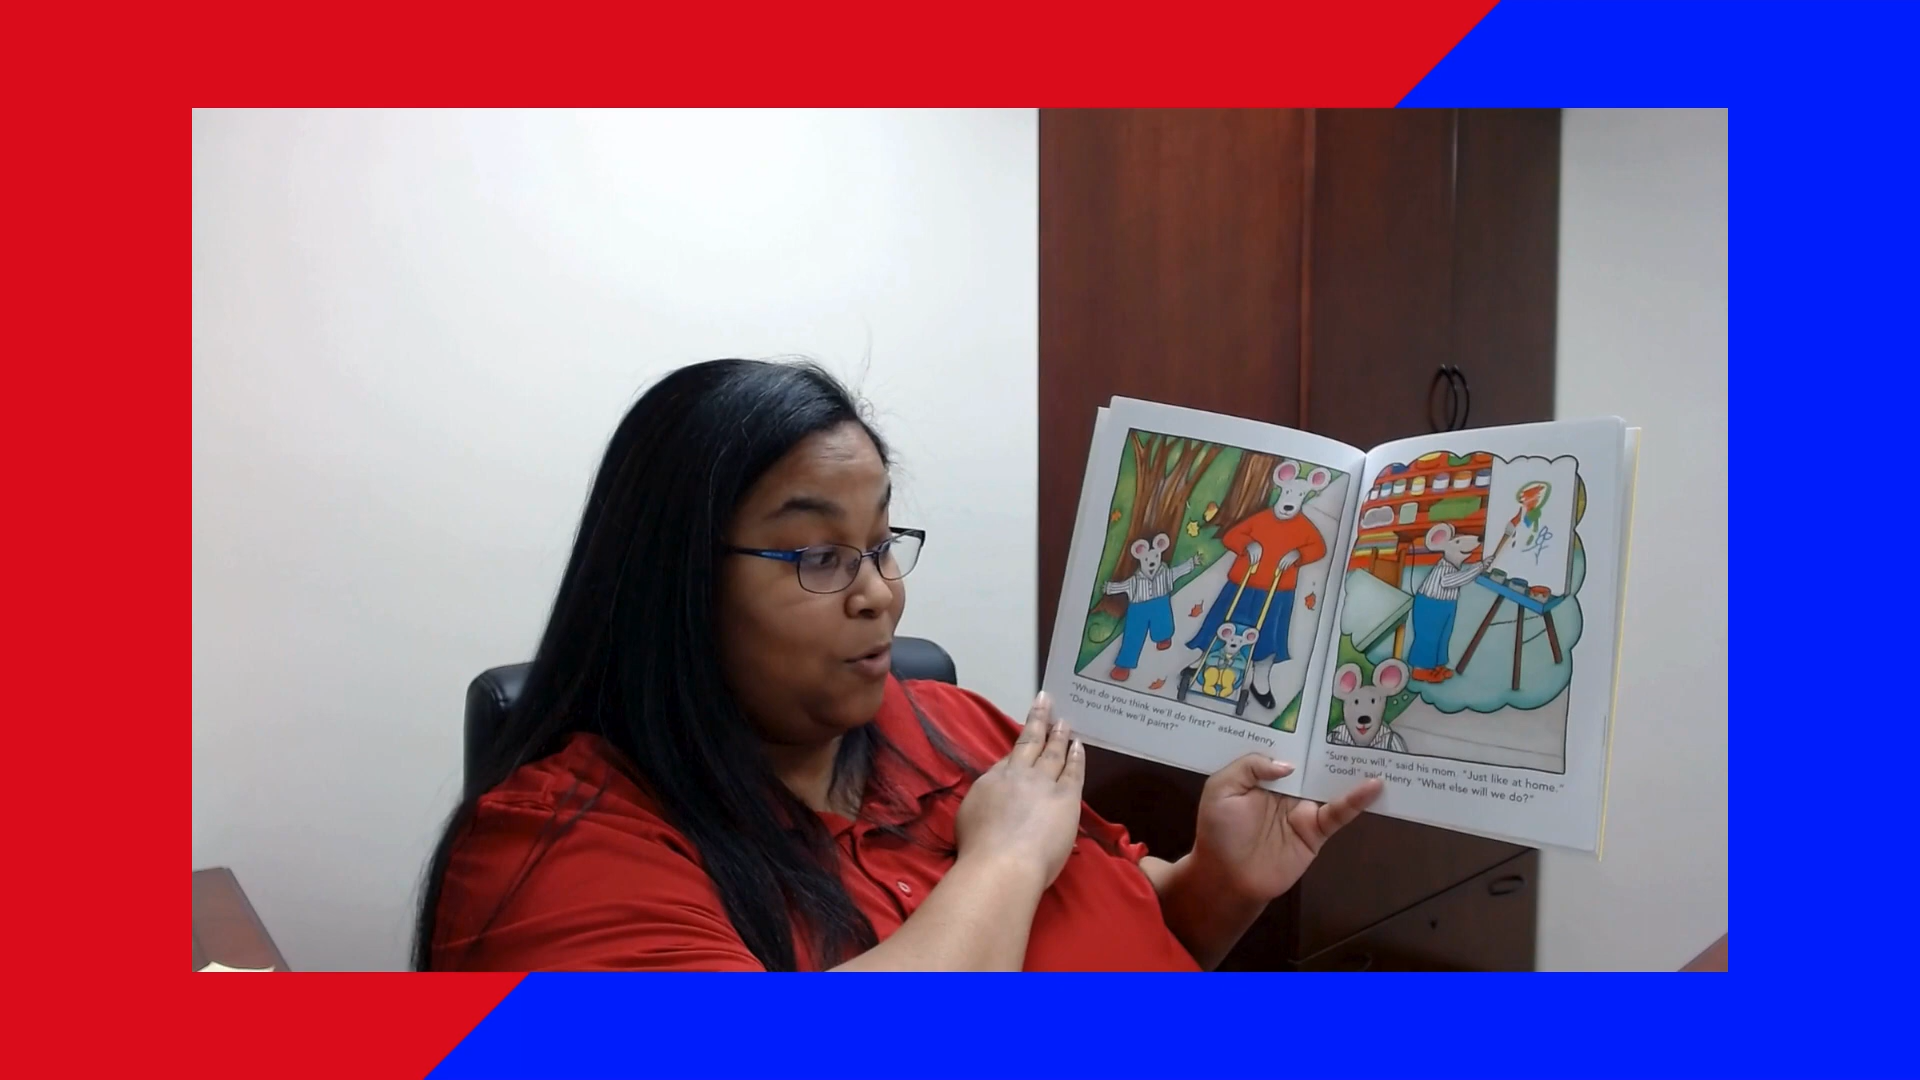 "What do you think we'll do first?" asked Henry.
"Do you think we'll paint?"
"Sure you will," said his mom. "Just like at home."
"Good!" said Henry. "What else will we do?"